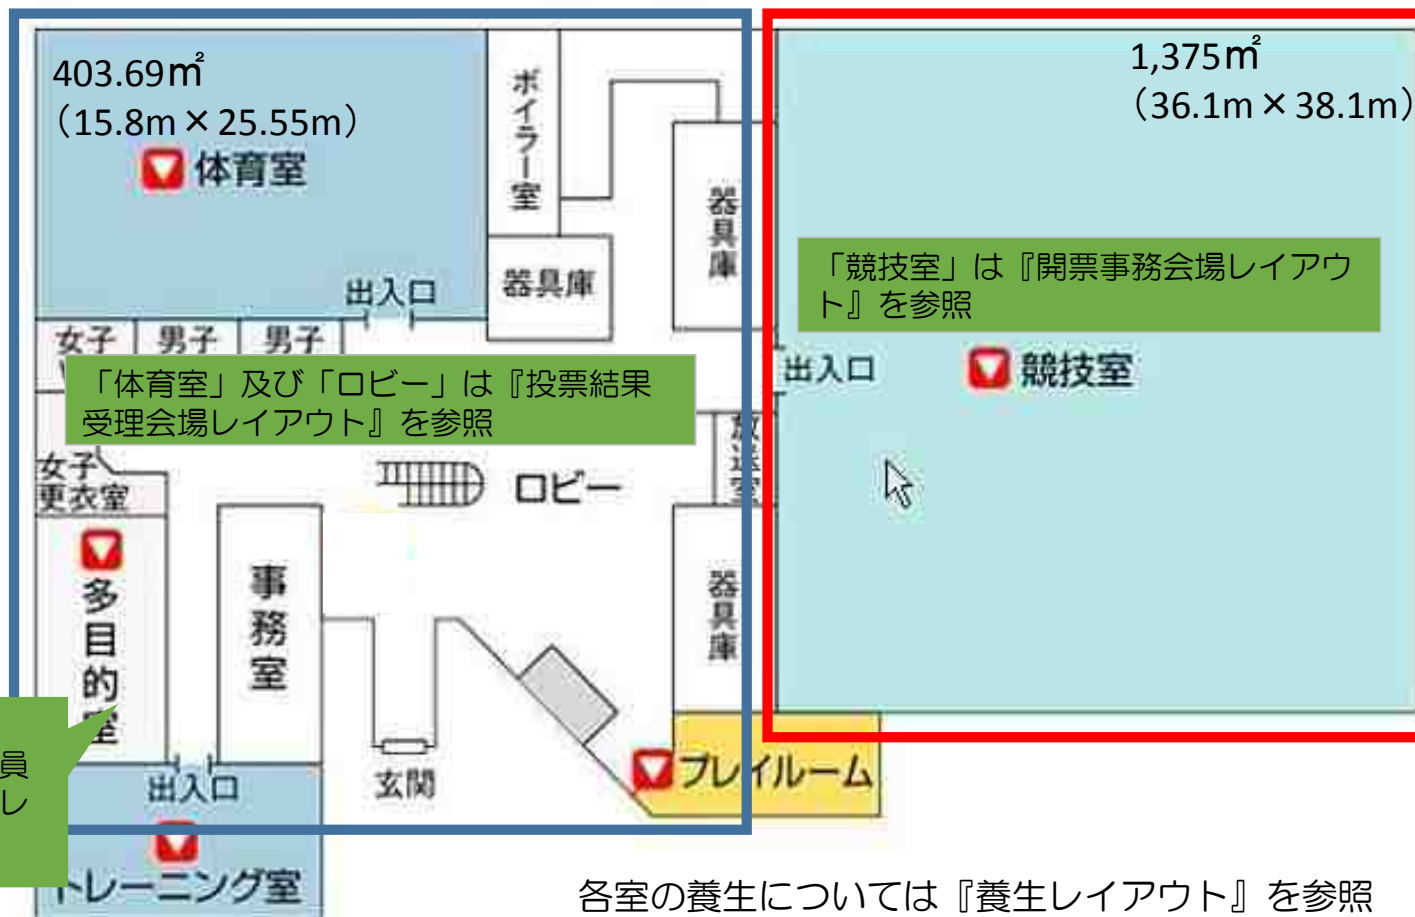 403.69㎡
（15.8m×25.55m）
体育室
ボイラー室
器具庫
出入口
器具庫
1,375㎡
（36.1m×38.1m）
「競技室」は『開票事務会場レイアウ
ト』を参照
出入口
競技室
女子
男子
男子
「体育室」及び「ロビー」は『投票結果
受理会場レイアウト』を参照
女子
更衣室
ロビー
放送室
多目的室
事務室
器具庫
員
レ
出入口
玄関
プレイルーム
トレーニング室
各室の養生については『養生レイアウト』を参照